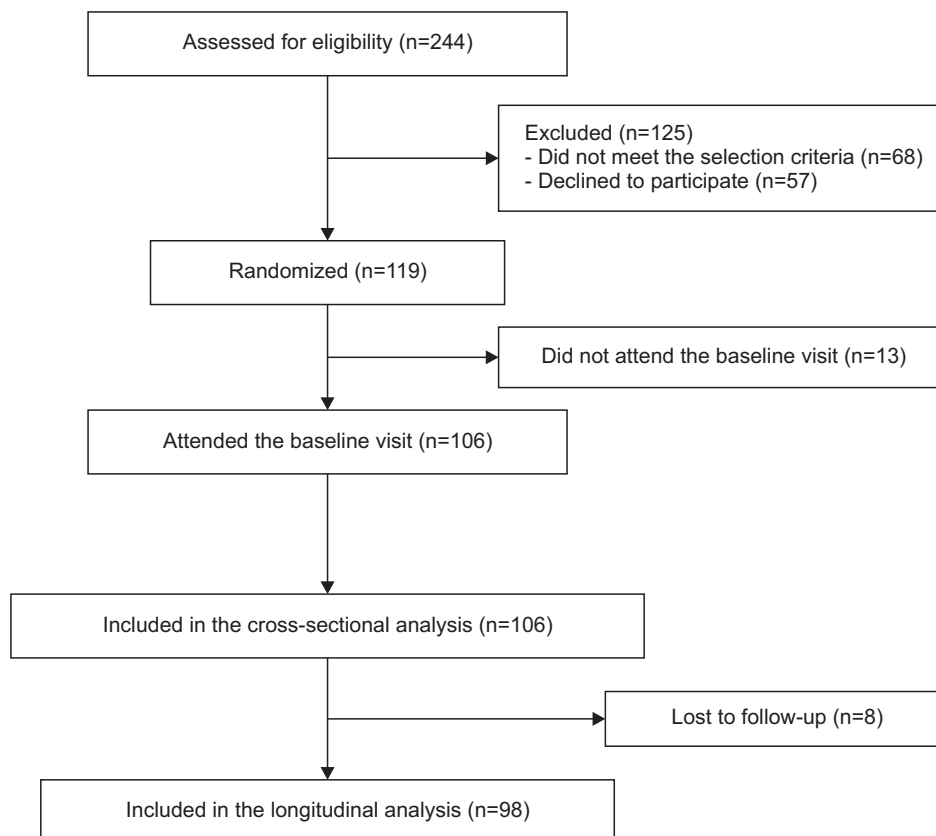 Assessed for eligibility (n=244)
Excluded (n=125)
- Did not meet the selection criteria (n=68)
- Declined to participate (n=57)
Randomized (n=119)
Did not attend the baseline visit (n=13)
Attended the baseline visit (n=106)
Included in the cross-sectional analysis (n=106)
Lost to follow-up (n=8)
Included in the longitudinal analysis (n=98)